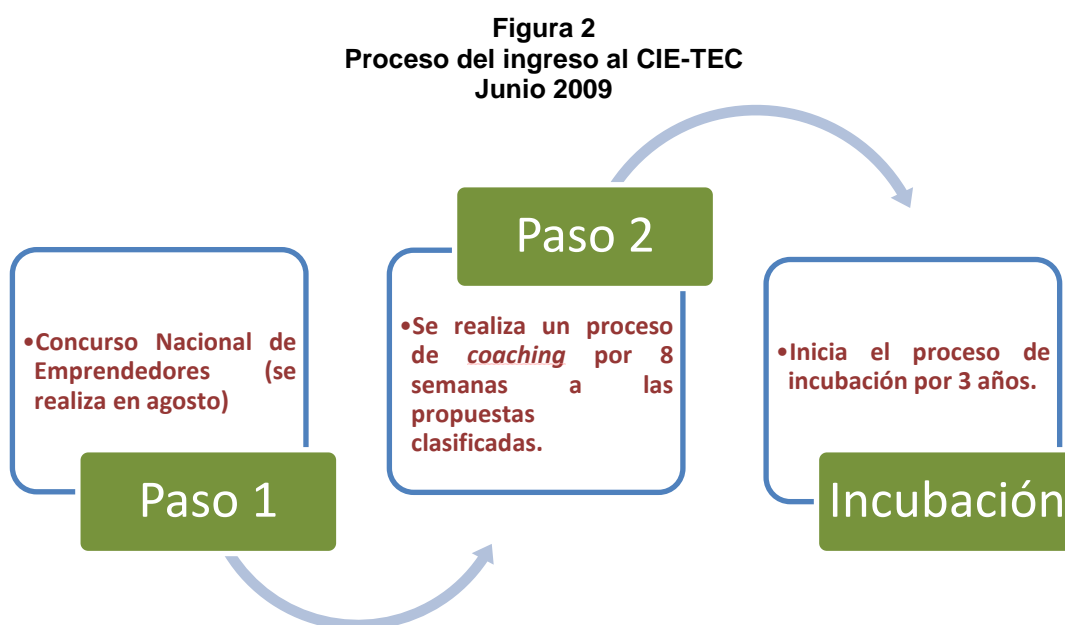 Figura 2
Proceso del ingreso al CIE-TEC
Junio 2009
•Concurso Nacional de
Emprendedores (se
realiza en agosto)
Paso 1
Paso 2
•Se realiza un proceso
de coaching por 8
semanas a las
propuestas
clasificadas.
•Inicia el proceso de
incubación por 3 años.
Incubación